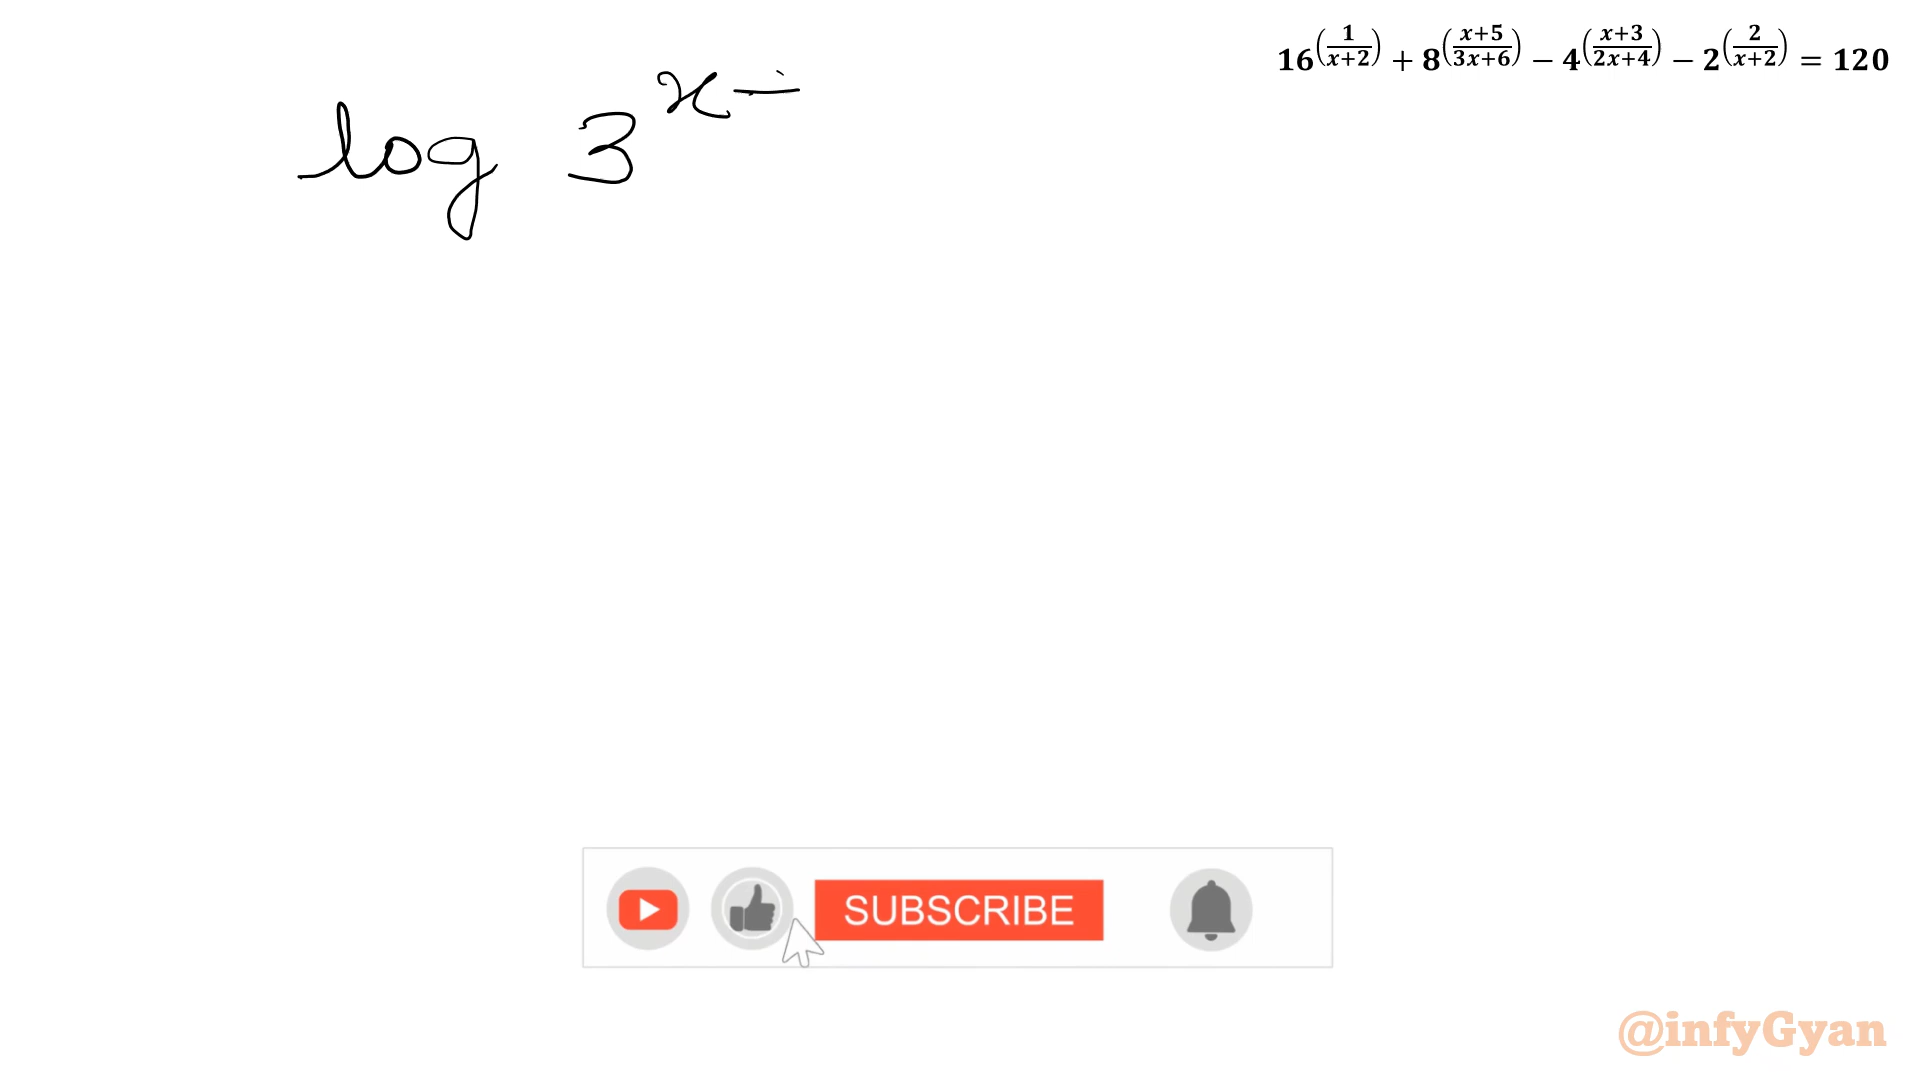 16^(1/(x+2)) + 8^((x+5)/(3x+6)) − 4^((x+3)/(2x+4)) − 2^(2/(x+2)) = 120
log 3^x−
SUBSCRIBE
@infyGyan